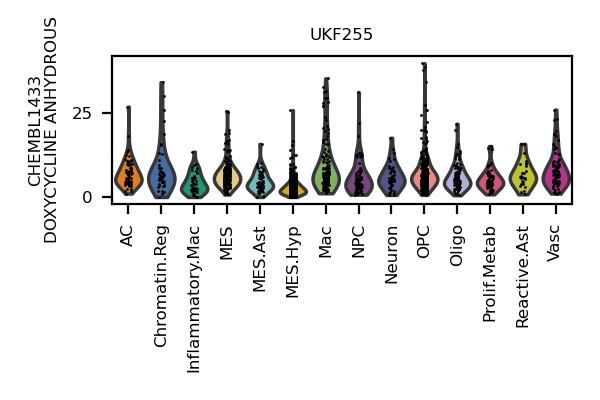 UKF255
CHEMBL1433
DOXYCYCLINE ANHYDROUS
25
0
AC
Chromatin.Reg
Inflammatory.Mac
MES
MES.Ast
MES.Hyp
Mac
NPC
Neuron
OPC
Oligo
Prolif.Metab
Reactive.Ast
Vasc